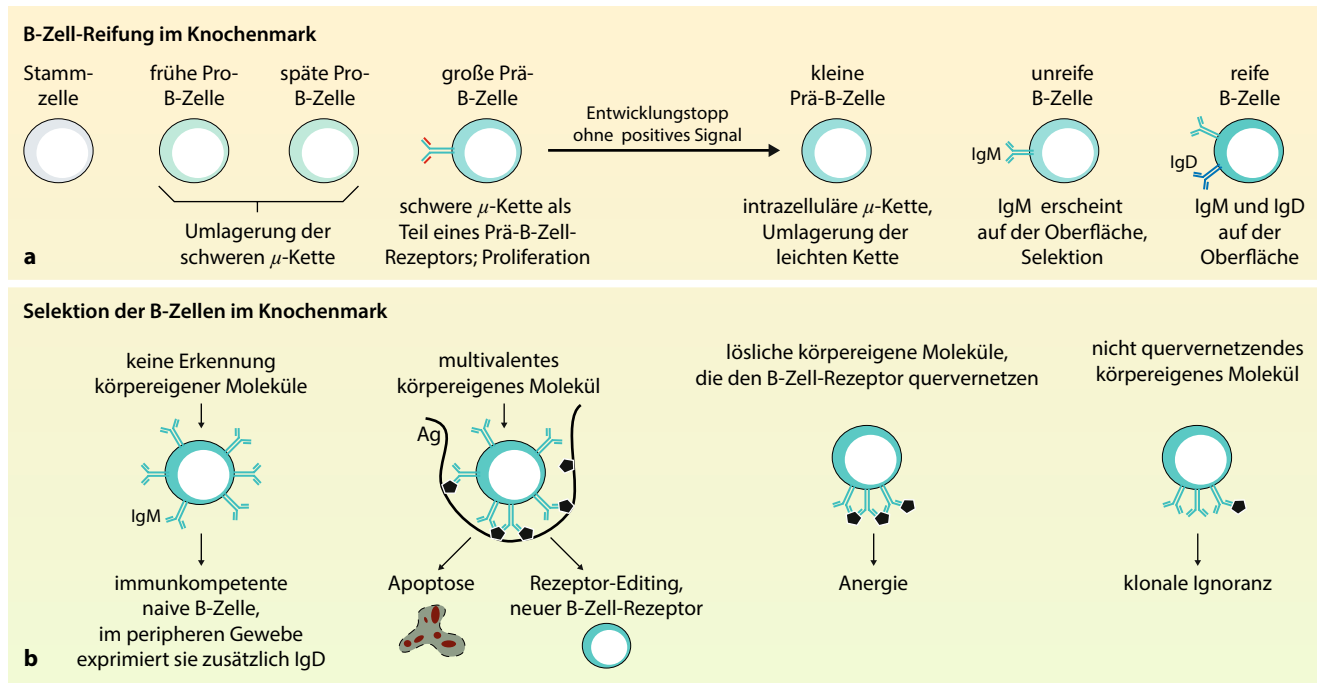 B-Zell-Reifung im Knochenmark
Stamm-
zelle
frühe Pro-
B-Zelle
späte Pro-
B-Zelle
große Prä-
B-Zelle
Entwicklungstopp
ohne positives Signal
kleine
Prä-B-Zelle
unreife
B-Zelle
reife
B-Zelle
IgM
IgD
Umlagerung der
schweren µ-Kette
schwere µ-Kette als
Teil eines Prä-B-Zell-
Rezeptors; Proliferation
intrazelluläre µ-Kette,
Umlagerung der
leichten Kette
IgM erscheint
auf der Oberfläche,
Selektion
IgM und IgD
auf der
Oberfläche
a
Selektion der B-Zellen im Knochenmark
keine Erkennung
körpereigener Moleküle
IgM
immunkompetente
naive B-Zelle,
im peripheren Gewebe
exprimiert sie zusätzlich IgD
multivalentes
körpereigenes Molekül
Ag
Apoptose
Rezeptor-Editing,
neuer B-Zell-Rezeptor
lösliche körpereigene Moleküle,
die den B-Zell-Rezeptor quervernetzen
Anergie
nicht quervernetzendes
körpereigenes Molekül
klonale Ignoranz
b